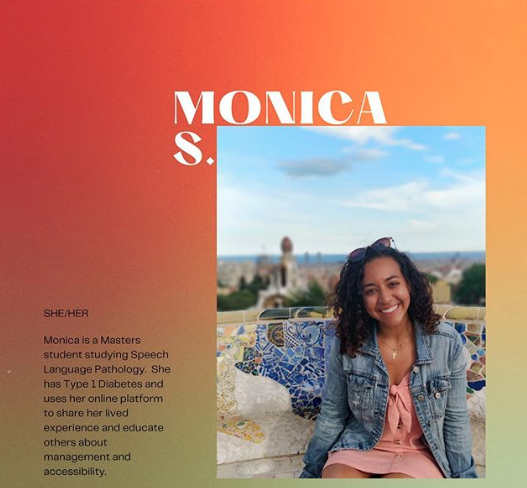 MONICA
S.
SHE/HER
Monica is a Masters
student studying Speech
Language Pathology. She
has Type 1 Diabetes and
uses her online platform
to share her lived
experience and educate
others about
management and
accessibility.